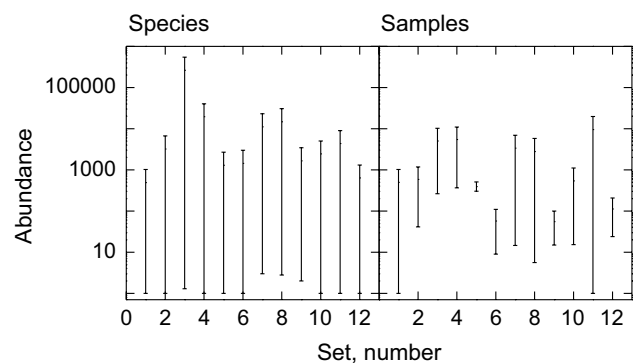 Species Samples
Abundance
100000
1000
10
0 2 4 6 8 10 12 2 4 6 8 10 12
Set, number